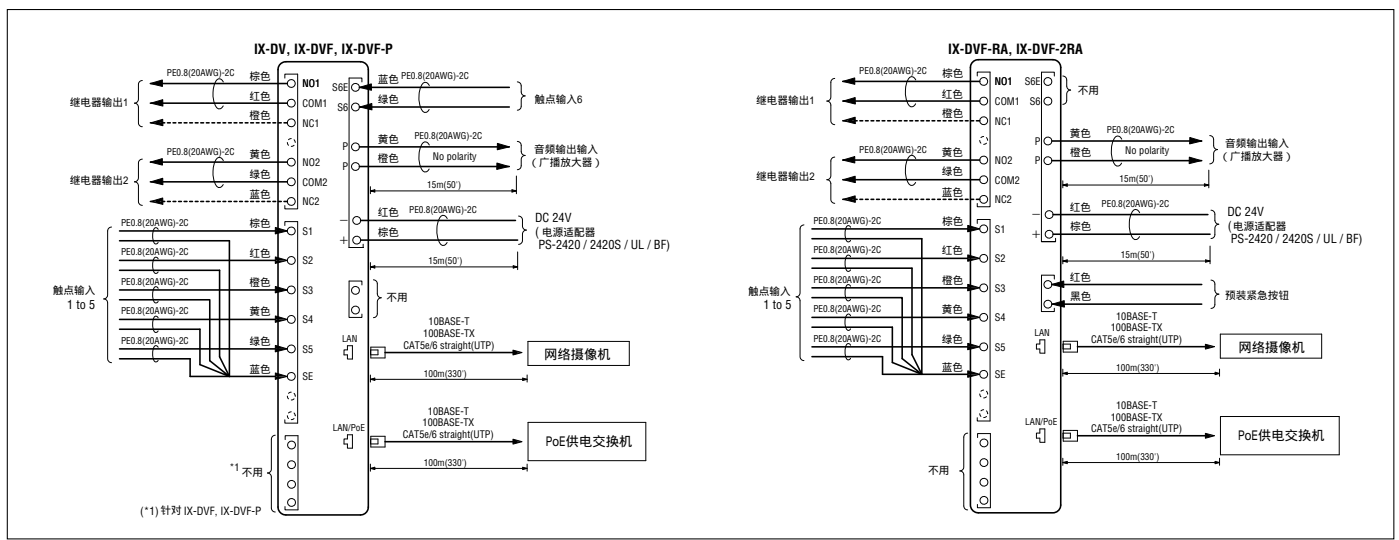 IX-DV, IX-DVF, IX-DVF-P
PE0.8(20AWG)-2C
棕色
NO1
红色
COM1
橙色
NC1
继电器输出1
PE0.8(20AWG)-2C
黄色
NO2
绿色
COM2
蓝色
NC2
继电器输出2
PE0.8(20AWG)-2C
棕色
S1
PE0.8(20AWG)-2C
红色
S2
PE0.8(20AWG)-2C
橙色
S3
PE0.8(20AWG)-2C
黄色
S4
PE0.8(20AWG)-2C
绿色
S5
蓝色
SE
触点输入
1 to 5
*1 不用
(*1) 针对 IX-DVF, IX-DVF-P
S6E
蓝色
PE0.8(20AWG)-2C
S6
绿色
触点输入6
P
黄色
PE0.8(20AWG)-2C
P
橙色
No polarity
音频输出输入
（广播放大器）
15m(50')
−
红色
PE0.8(20AWG)-2C
+
棕色
DC 24V
(电源适配器
PS-2420 / 2420S / UL / BF)
15m(50')
不用
LAN
10BASE-T
100BASE-TX
CAT5e/6 straight(UTP)
网络摄像机
100m(330')
LAN/PoE
10BASE-T
100BASE-TX
CAT5e/6 straight(UTP)
PoE供电交换机
100m(330')
IX-DVF-RA, IX-DVF-2RA
PE0.8(20AWG)-2C
棕色
NO1
红色
COM1
橙色
NC1
继电器输出1
PE0.8(20AWG)-2C
黄色
NO2
绿色
COM2
蓝色
NC2
继电器输出2
PE0.8(20AWG)-2C
棕色
S1
PE0.8(20AWG)-2C
红色
S2
PE0.8(20AWG)-2C
橙色
S3
PE0.8(20AWG)-2C
黄色
S4
PE0.8(20AWG)-2C
绿色
S5
蓝色
SE
触点输入
1 to 5
不用
S6E
S6
不用
P
黄色
PE0.8(20AWG)-2C
P
橙色
No polarity
音频输出输入
（广播放大器）
15m(50')
−
红色
PE0.8(20AWG)-2C
+
棕色
DC 24V
(电源适配器
PS-2420 / 2420S / UL / BF)
15m(50')
红色
黑色
预装紧急按钮
LAN
10BASE-T
100BASE-TX
CAT5e/6 straight(UTP)
网络摄像机
100m(330')
LAN/PoE
10BASE-T
100BASE-TX
CAT5e/6 straight(UTP)
PoE供电交换机
100m(330')